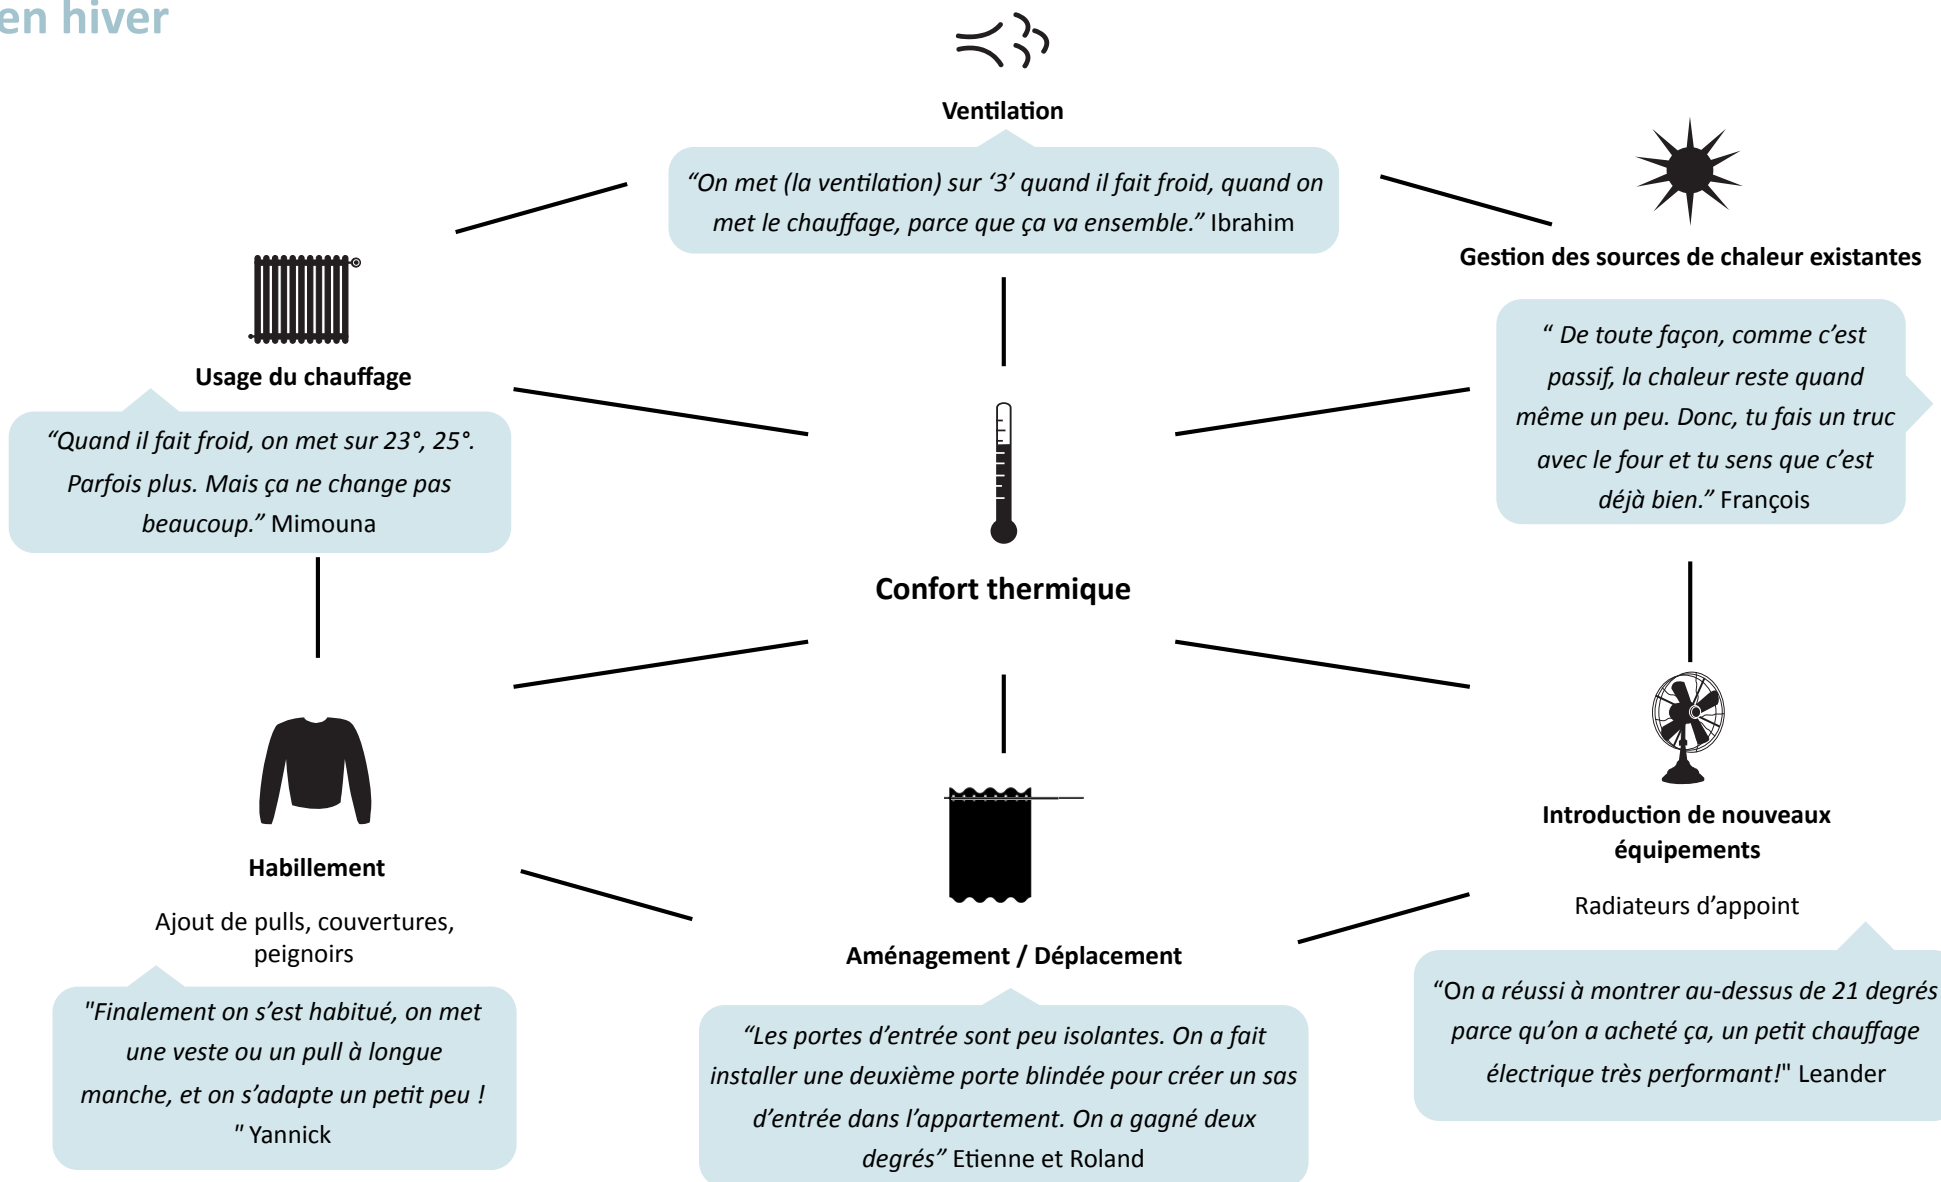 en hiver
Ventilation
“On met (la ventilation) sur ‘3’ quand il fait froid, quand on
met le chauffage, parce que ça va ensemble.” Ibrahim
Gestion des sources de chaleur existantes
“ De toute façon, comme c’est
passif, la chaleur reste quand
même un peu. Donc, tu fais un truc
avec le four et tu sens que c’est
déjà bien.” François
Usage du chauffage
“Quand il fait froid, on met sur 23°, 25°.
Parfois plus. Mais ça ne change pas
beaucoup.” Mimouna
Confort thermique
Habillement
Ajout de pulls, couvertures,
peignoirs
"Finalement on s’est habitué, on met
une veste ou un pull à longue
manche, et on s’adapte un petit peu !
" Yannick
Aménagement / Déplacement
“Les portes d’entrée sont peu isolantes. On a fait
installer une deuxième porte blindée pour créer un sas
d’entrée dans l’appartement. On a gagné deux
degrés” Etienne et Roland
Introduction de nouveaux
équipements
Radiateurs d’appoint
“On a réussi à montrer au-dessus de 21 degrés
parce qu’on a acheté ça, un petit chauffage
électrique très performant!" Leander